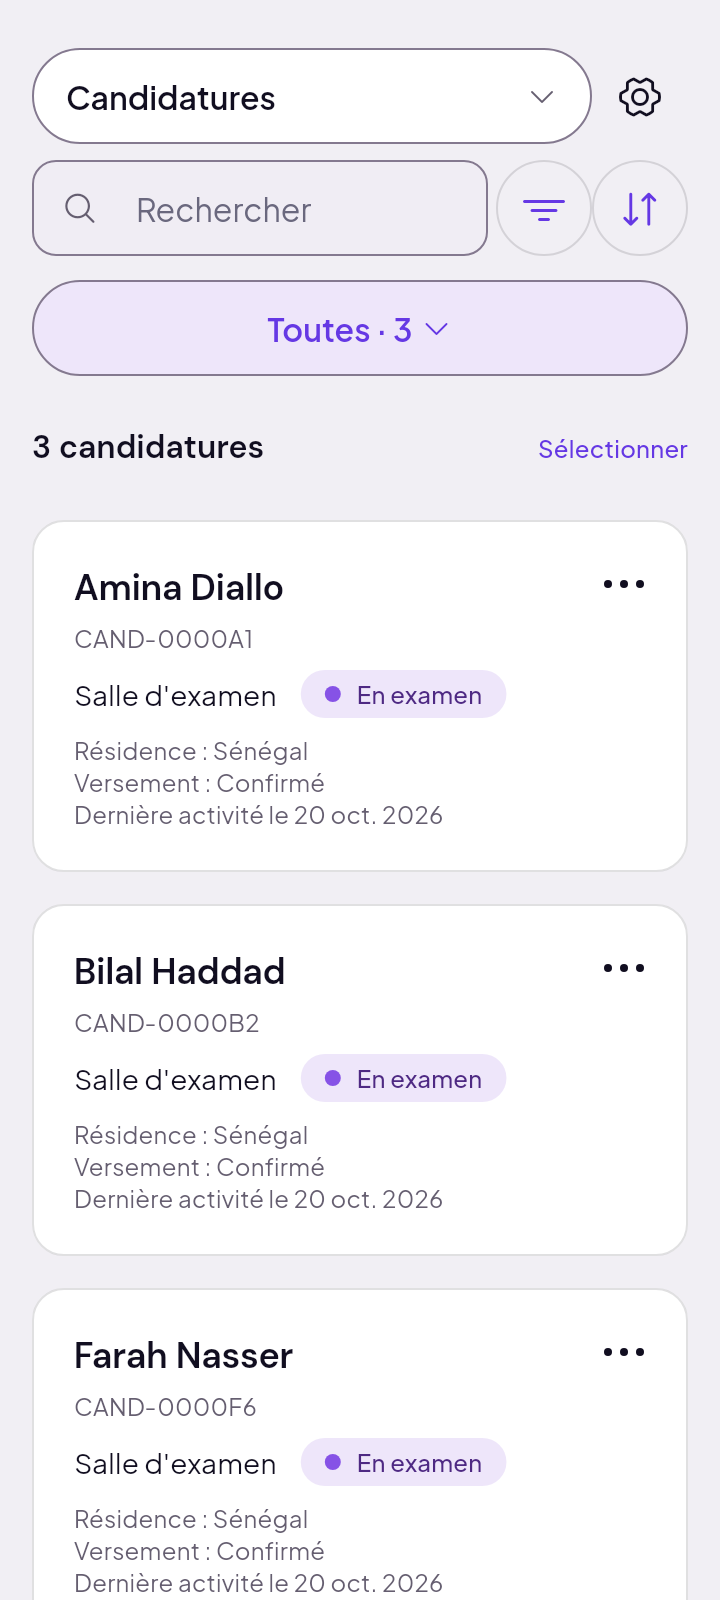 Candidatures
Rechercher
Toutes · 3
3 candidatures
Sélectionner
Amina Diallo
CAND-0000A1
Salle d'examen
En examen
Résidence : Sénégal
Versement : Confirmé
Dernière activité le 20 oct. 2026
Bilal Haddad
CAND-0000B2
Salle d'examen
En examen
Résidence : Sénégal
Versement : Confirmé
Dernière activité le 20 oct. 2026
Farah Nasser
CAND-0000F6
Salle d'examen
En examen
Résidence : Sénégal
Versement : Confirmé
Dernière activité le 20 oct. 2026